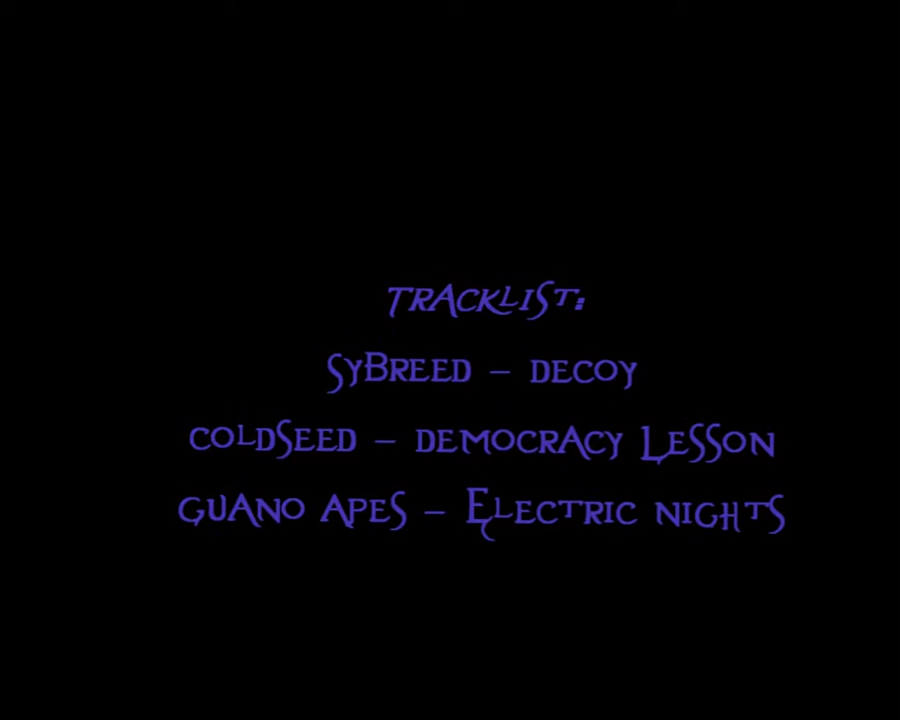 Tracklist:
SyBreed – Decoy
Coldseed – Democracy Lesson
Guano Apes – Electric Nights